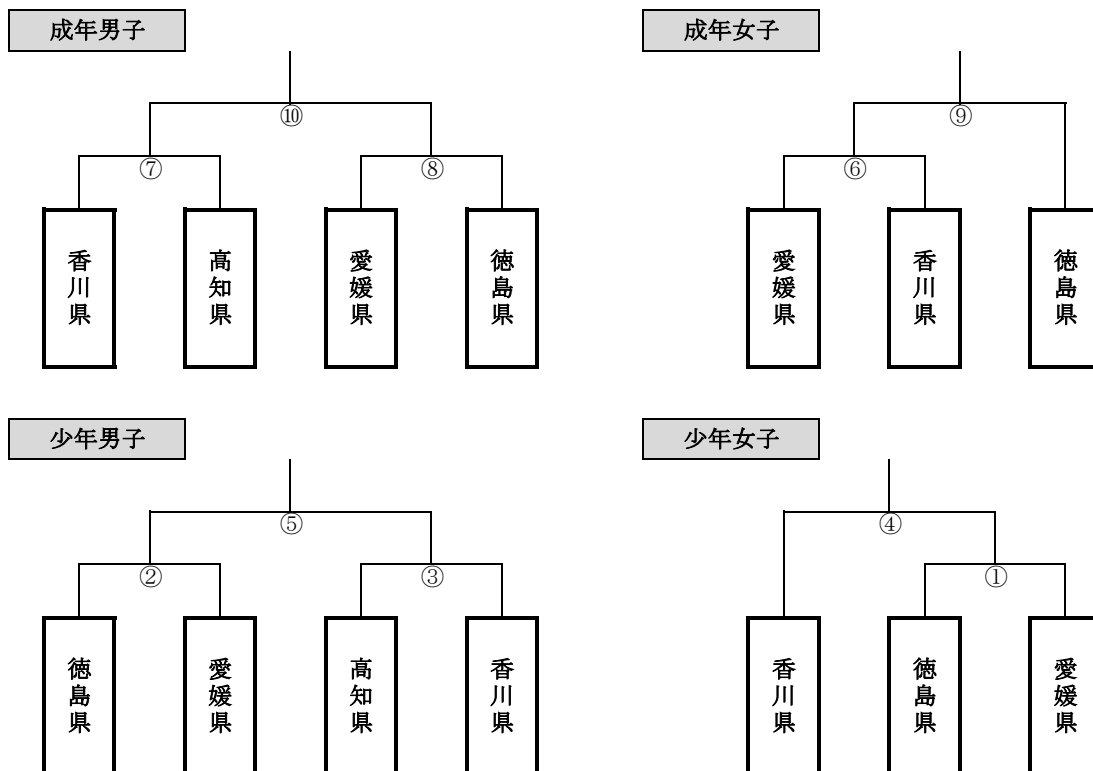 成年男子
⑩
⑦
⑧
香川県
高知県
愛媛県
徳島県
成年女子
⑨
⑥
愛媛県
香川県
徳島県
少年男子
⑤
②
③
徳島県
愛媛県
高知県
香川県
少年女子
④
①
香川県
徳島県
愛媛県